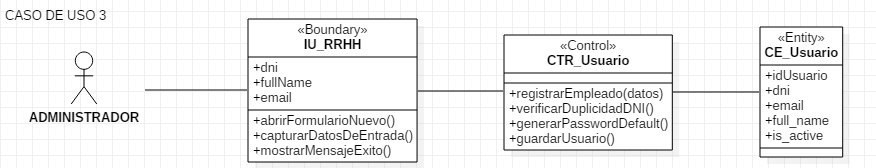 CASO DE USO 3
ADMINISTRADOR
«Boundary»
IU_RRHH
+dni
+fullName
+email
+abrirFormularioNuevo()
+capturarDatosDeEntrada()
+mostrarMensajeExito()
«Control»
CTR_Usuario
+registrarEmpleado(datos)
+verificarDuplicidadDNI()
+generarPasswordDefault()
+guardarUsuario()
«Entity»
CE_Usuario
+idUsuario
+dni
+email
+full_name
+is_active